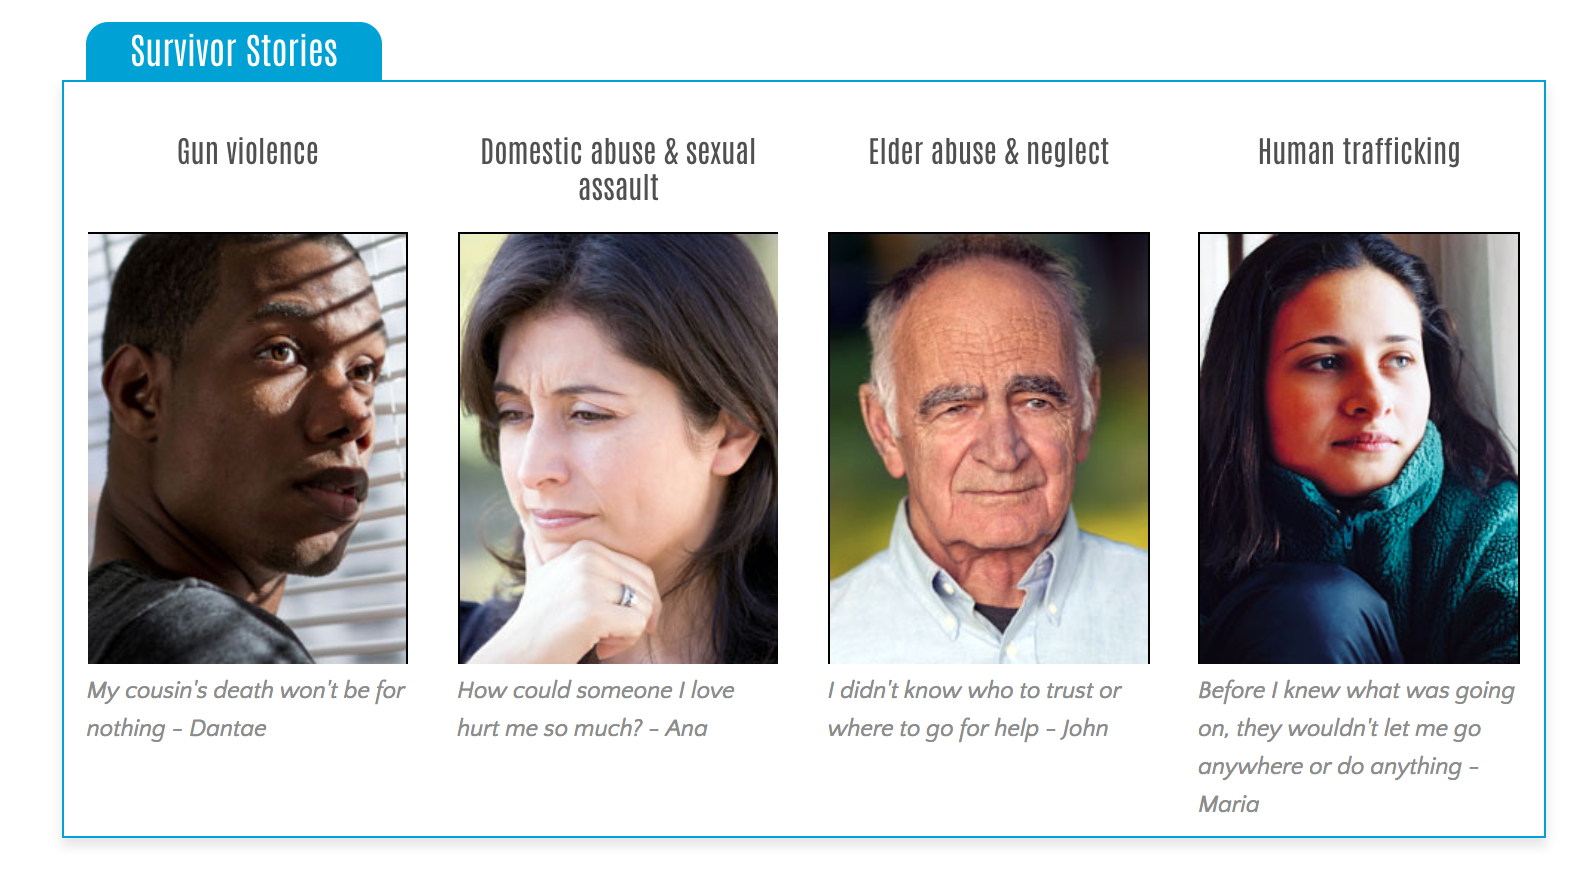 Survivor Stories
Gun violence
Domestic abuse & sexual
assault
Elder abuse & neglect
Human trafficking
My cousin's death won't be for
nothing - Dantae
How could someone I love
hurt me so much? - Ana
I didn't know who to trust or
where to go for help - John
Before I knew what was going
on, they wouldn't let me go
anywhere or do anything -
Maria